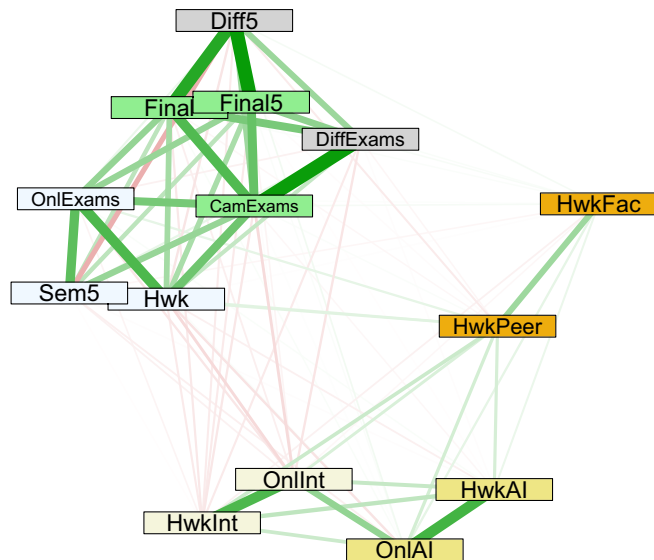 Diff5
Final
Final5
DiffExams
OnlExams
CamExams
HwkFac
Sem5
Hwk
HwkPeer
OnlInt
HwkAI
HwkInt
OnlAI